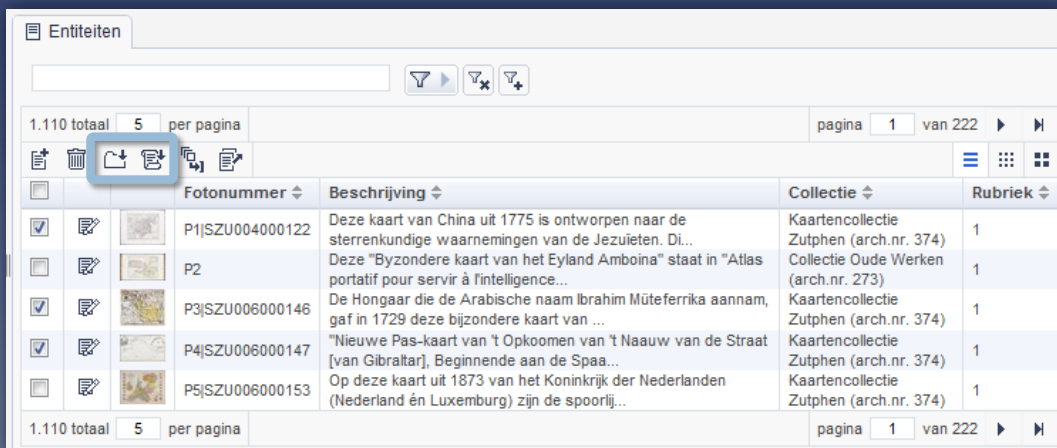 Entiteiten
1.110 totaal 5 per pagina pagina 1 van 222
Fotonummer Beschrijving Collectie Rubriek
P1|SZU004000122 Deze kaart van China uit 1775 is ontworpen naar de Kaartencollectie 1
sterrenkundige waarnemingen van de Jezuïeten. Di... Zutphen (arch.nr. 374)
P2 Deze "Byzondere kaart van het Eyland Amboina" staat in "Atlas Collectie Oude Werken 1
portatif pour servir à l'intelligence... (arch.nr. 273)
P3|SZU006000146 De Hongaar die de Arabische naam Ibrahim Müteferrika aannam, Kaartencollectie 1
gaf in 1729 deze bijzondere kaart van ... Zutphen (arch.nr. 374)
P4|SZU006000147 "Nieuwe Pas-kaart van 't Opkoomen van 't Naauw van de Straat Kaartencollectie 1
[van Gibraltar], Beginnende aan de Spaa... Zutphen (arch.nr. 374)
P5|SZU006000153 Op deze kaart uit 1873 van het Koninkrijk der Nederlanden Kaartencollectie 1
(Nederland én Luxemburg) zijn de spoorlij... Zutphen (arch.nr. 374)
1.110 totaal 5 per pagina pagina 1 van 222